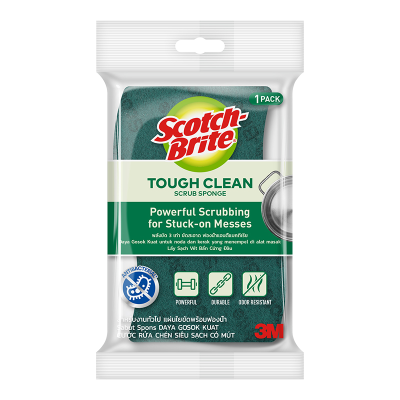 1 PACK
Scotch-
Brite
TOUGH CLEAN
SCRUB SPONGE
Powerful Scrubbing
for Stuck-on Messes
Daya Gosok Kuat untuk noda dan kerak yang menempel di alat masak
Lấy Sạch Vết Bẩn Cứng Đầu
ANTIBACTERIAL
POWERFUL
DURABLE
ODOR RESISTANT
Spons DAYA GOSOK KUAT
RỬA CHÉN SIÊU SẠCH CÓ MÚT
3M